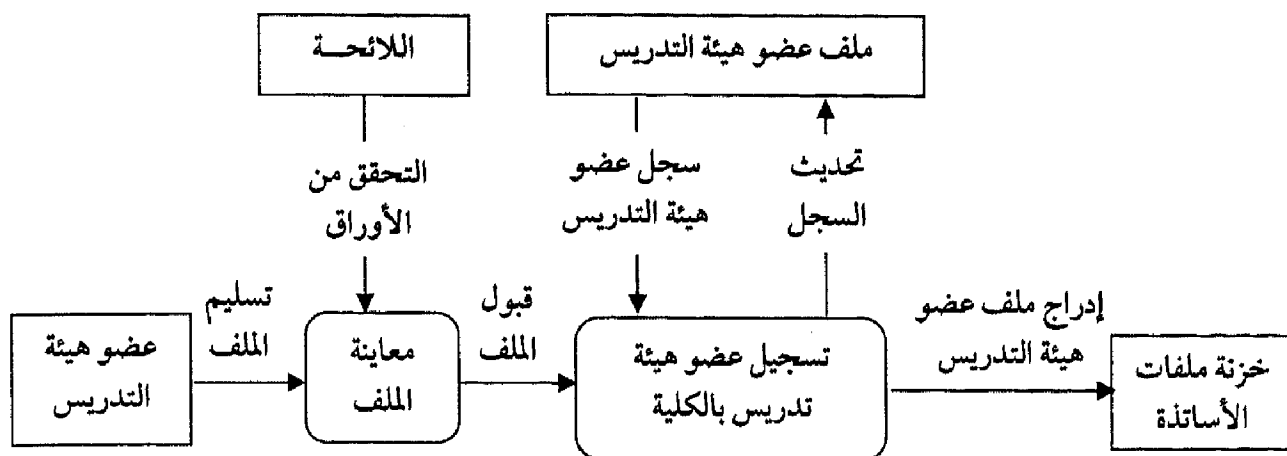 اللائحــة
ملف عضو هيئة التدريس
التحقق من
الأوراق
سجل عضو
هيئة التدريس
تحديث
السجل
عضو هيئة
التدريس
تسليم
الملف
معاينة
الملف
قبول
الملف
تسجيل عضو هيئة
تدريس بالكلية
إدراج ملف عضو
هيئة التدريس
خزنة ملفات
الأساتذة